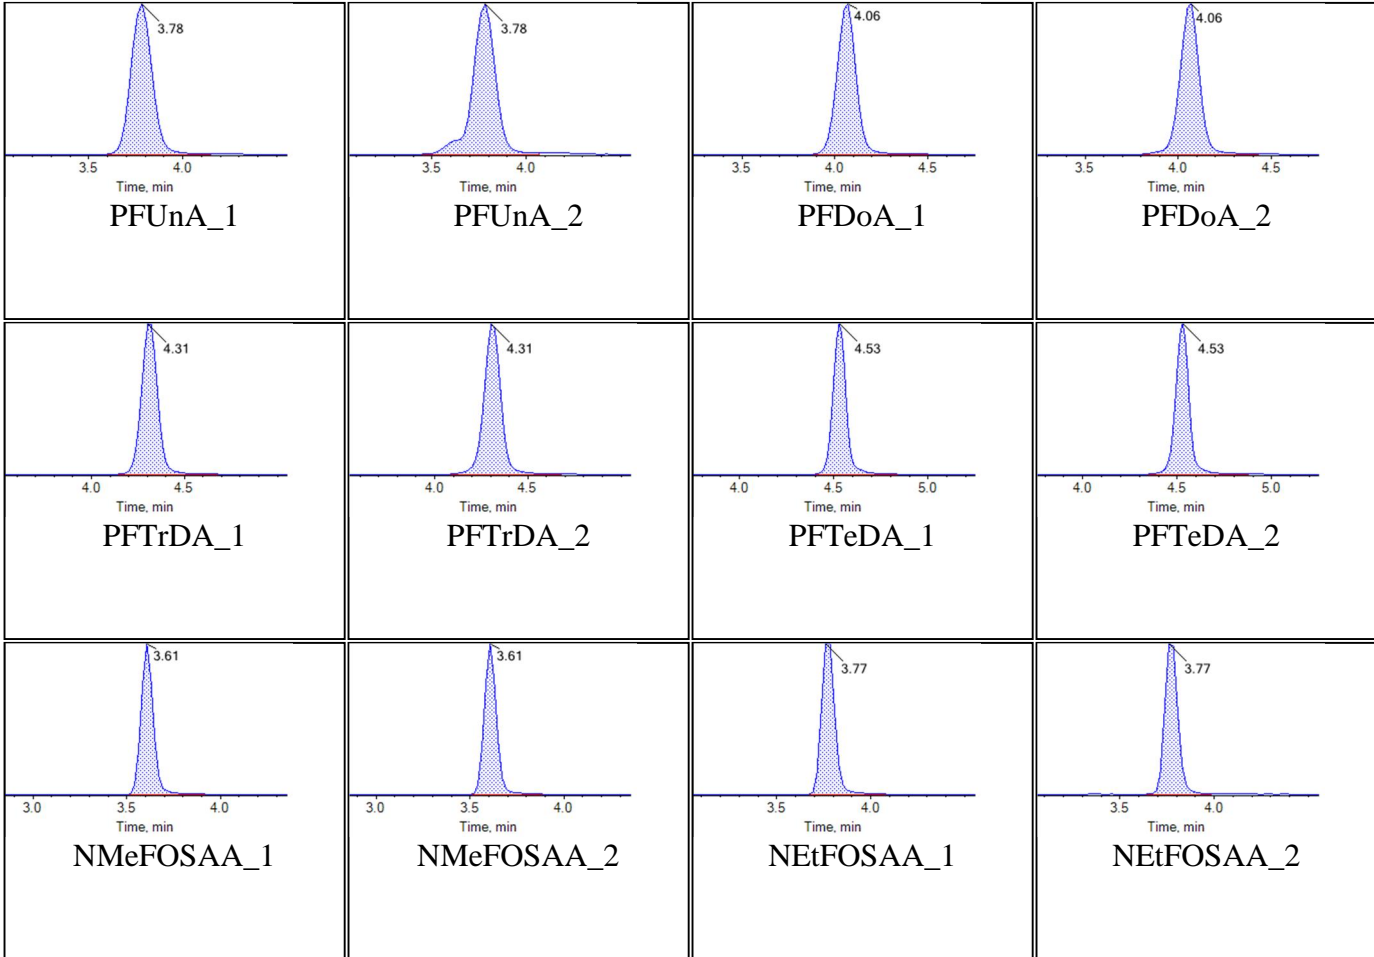 3.78
3.5 4.0
Time, min
PFUnA_1
3.78
3.5 4.0
Time, min
PFUnA_2
4.06
3.5 4.0 4.5
Time, min
PFDoA_1
4.06
3.5 4.0 4.5
Time, min
PFDoA_2
4.31
4.0 4.5
Time, min
PFTrDA_1
4.31
4.0 4.5
Time, min
PFTrDA_2
4.53
4.0 4.5 5.0
Time, min
PFTeDA_1
4.53
4.0 4.5 5.0
Time, min
PFTeDA_2
3.61
3.0 3.5 4.0
Time, min
NMeFOSAA_1
3.61
3.0 3.5 4.0
Time, min
NMeFOSAA_2
3.77
3.5 4.0
Time, min
NEtFOSAA_1
3.77
3.5 4.0
Time, min
NEtFOSAA_2